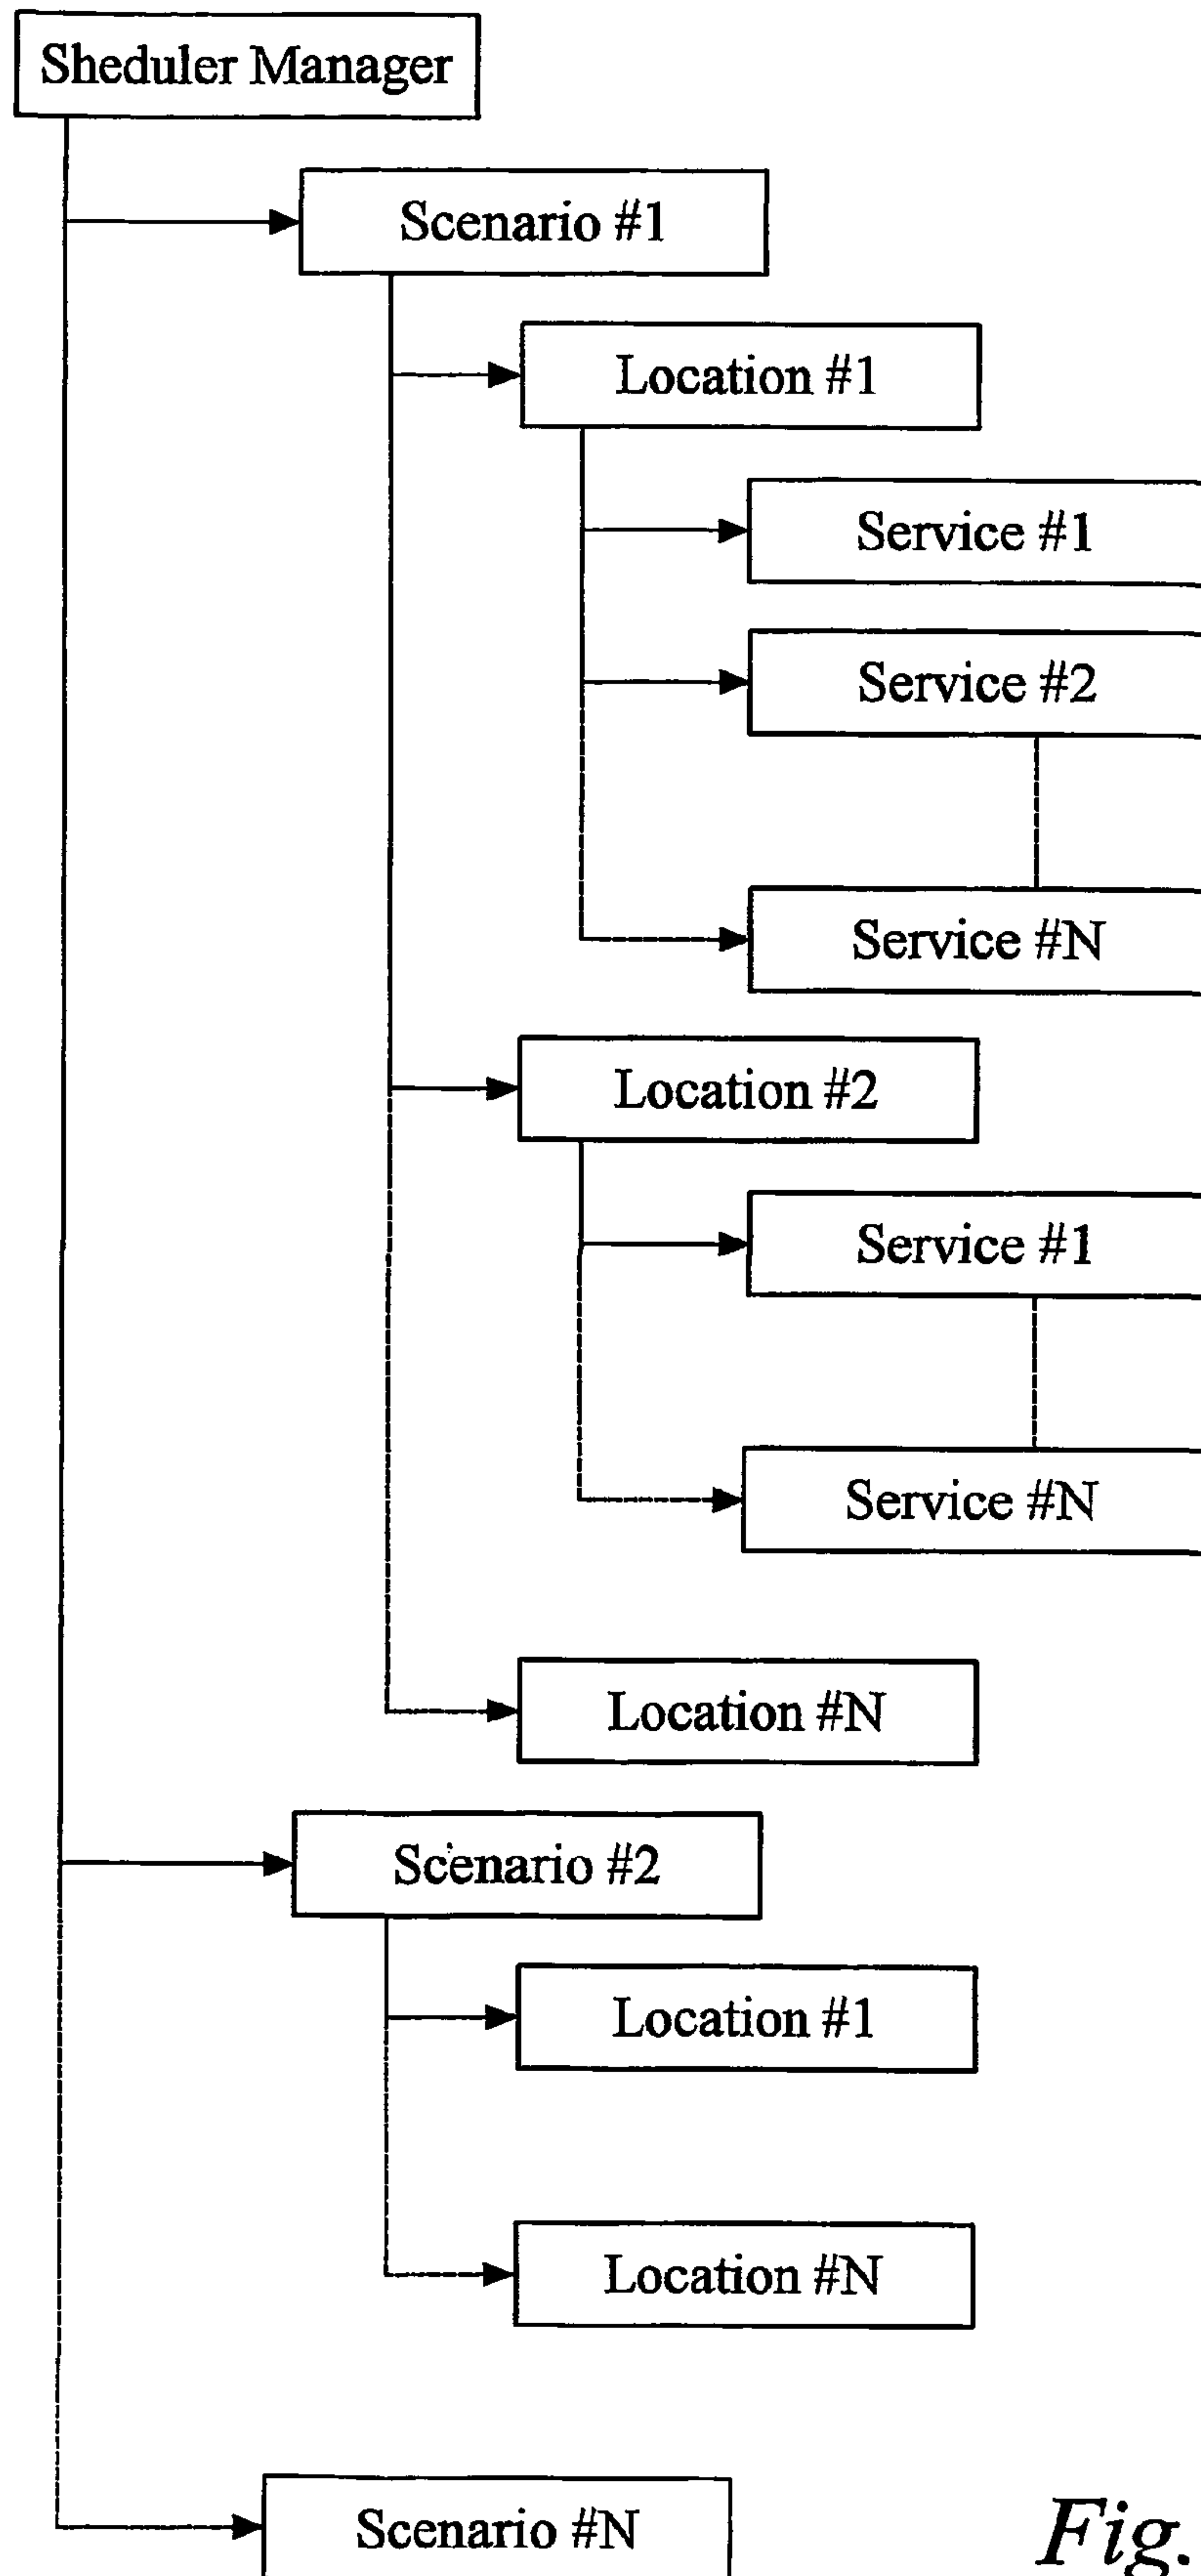 Sheduler Manager
Scenario #1
Location #1
Service #1
Service #2
Service #N
Location #2
Service #1
Service #N
Location #N
Scenario #2
Location #1
Location #N
Scenario #N
Fig.